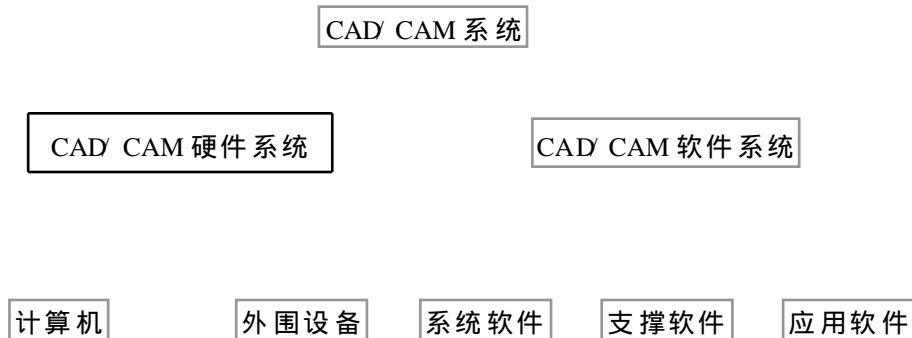 CAD/ CAM 系统
CAD/ CAM 硬件系统
CAD/ CAM 软件系统
计算机
外围设备
系统软件
支撑软件
应用软件